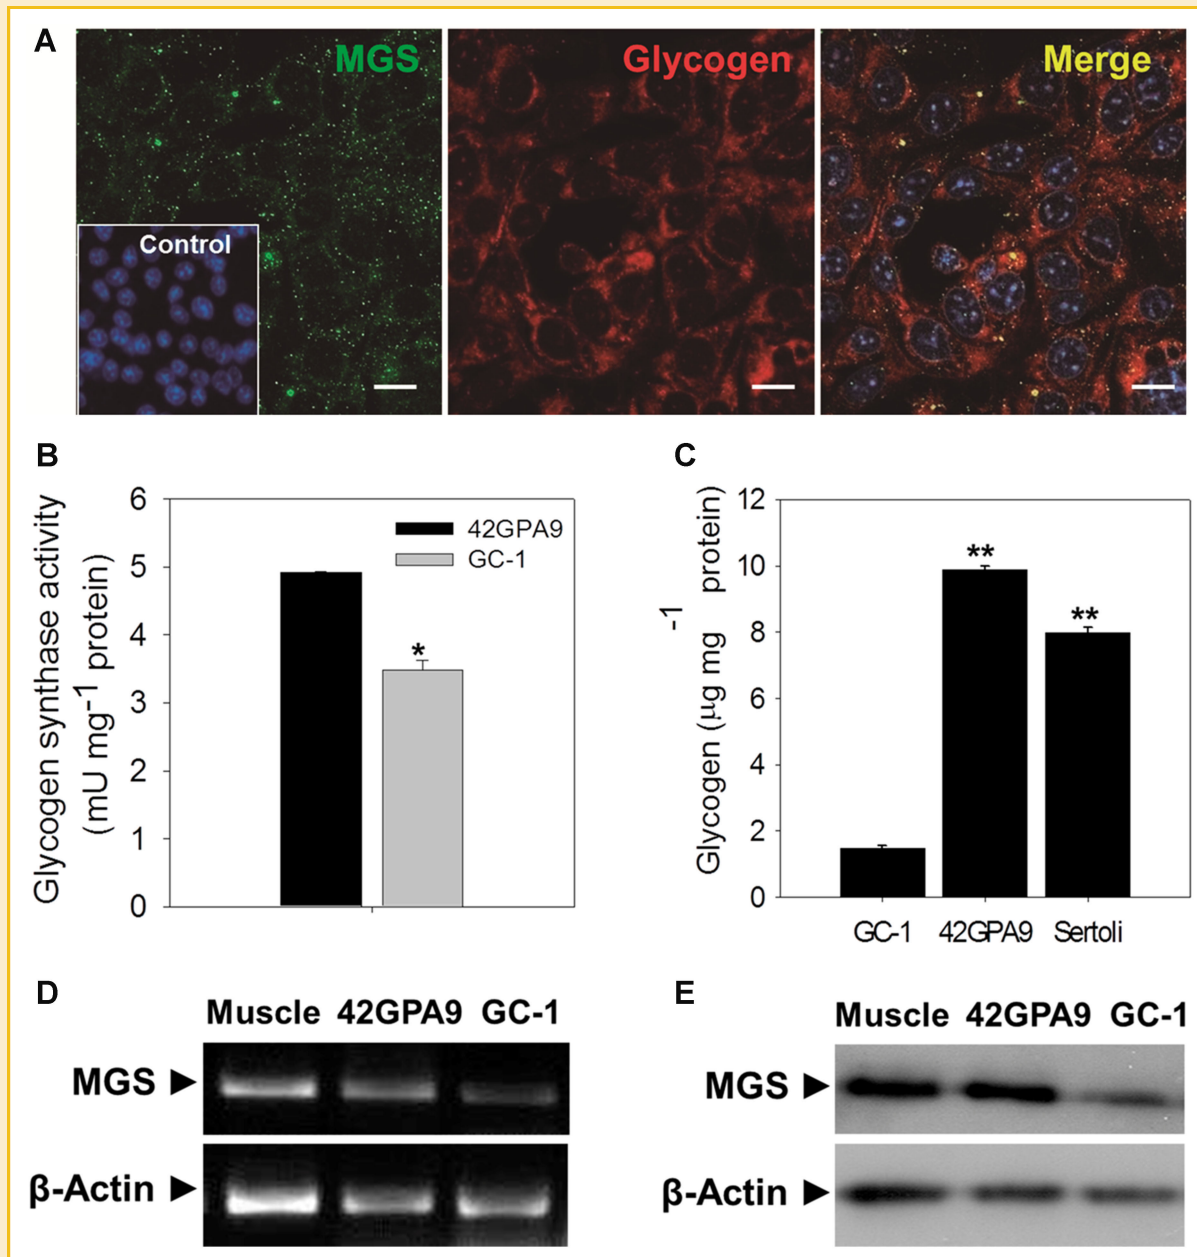 A
MGS
Glycogen
Merge
Control
B
Glycogen synthase activity
(mU mg-1 protein)
6
5
4
3
2
1
0
42GPA9
GC-1
*
C
Glycogen (µg mg-1 protein)
12
10
8
6
4
2
0
**
**
GC-1 42GPA9 Sertoli
D
Muscle 42GPA9 GC-1
MGS
β-Actin
E
Muscle 42GPA9 GC-1
MGS
β-Actin